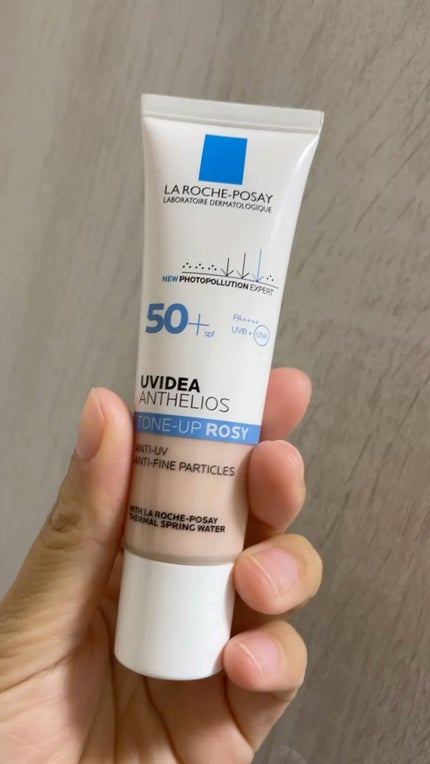 LA ROCHE-POSAY
LABORATOIRE DERMATOLOGIQUE
NEW PHOTOPOLLUTION EXPERT
50+ spf
PA++++
UVB + UVA
UVIDEA
ANTHELIOS
TONE-UP ROSY
ANTI-UV
ANTI-FINE PARTICLES
WITH LA ROCHE-POSAY
THERMAL SPRING WATER